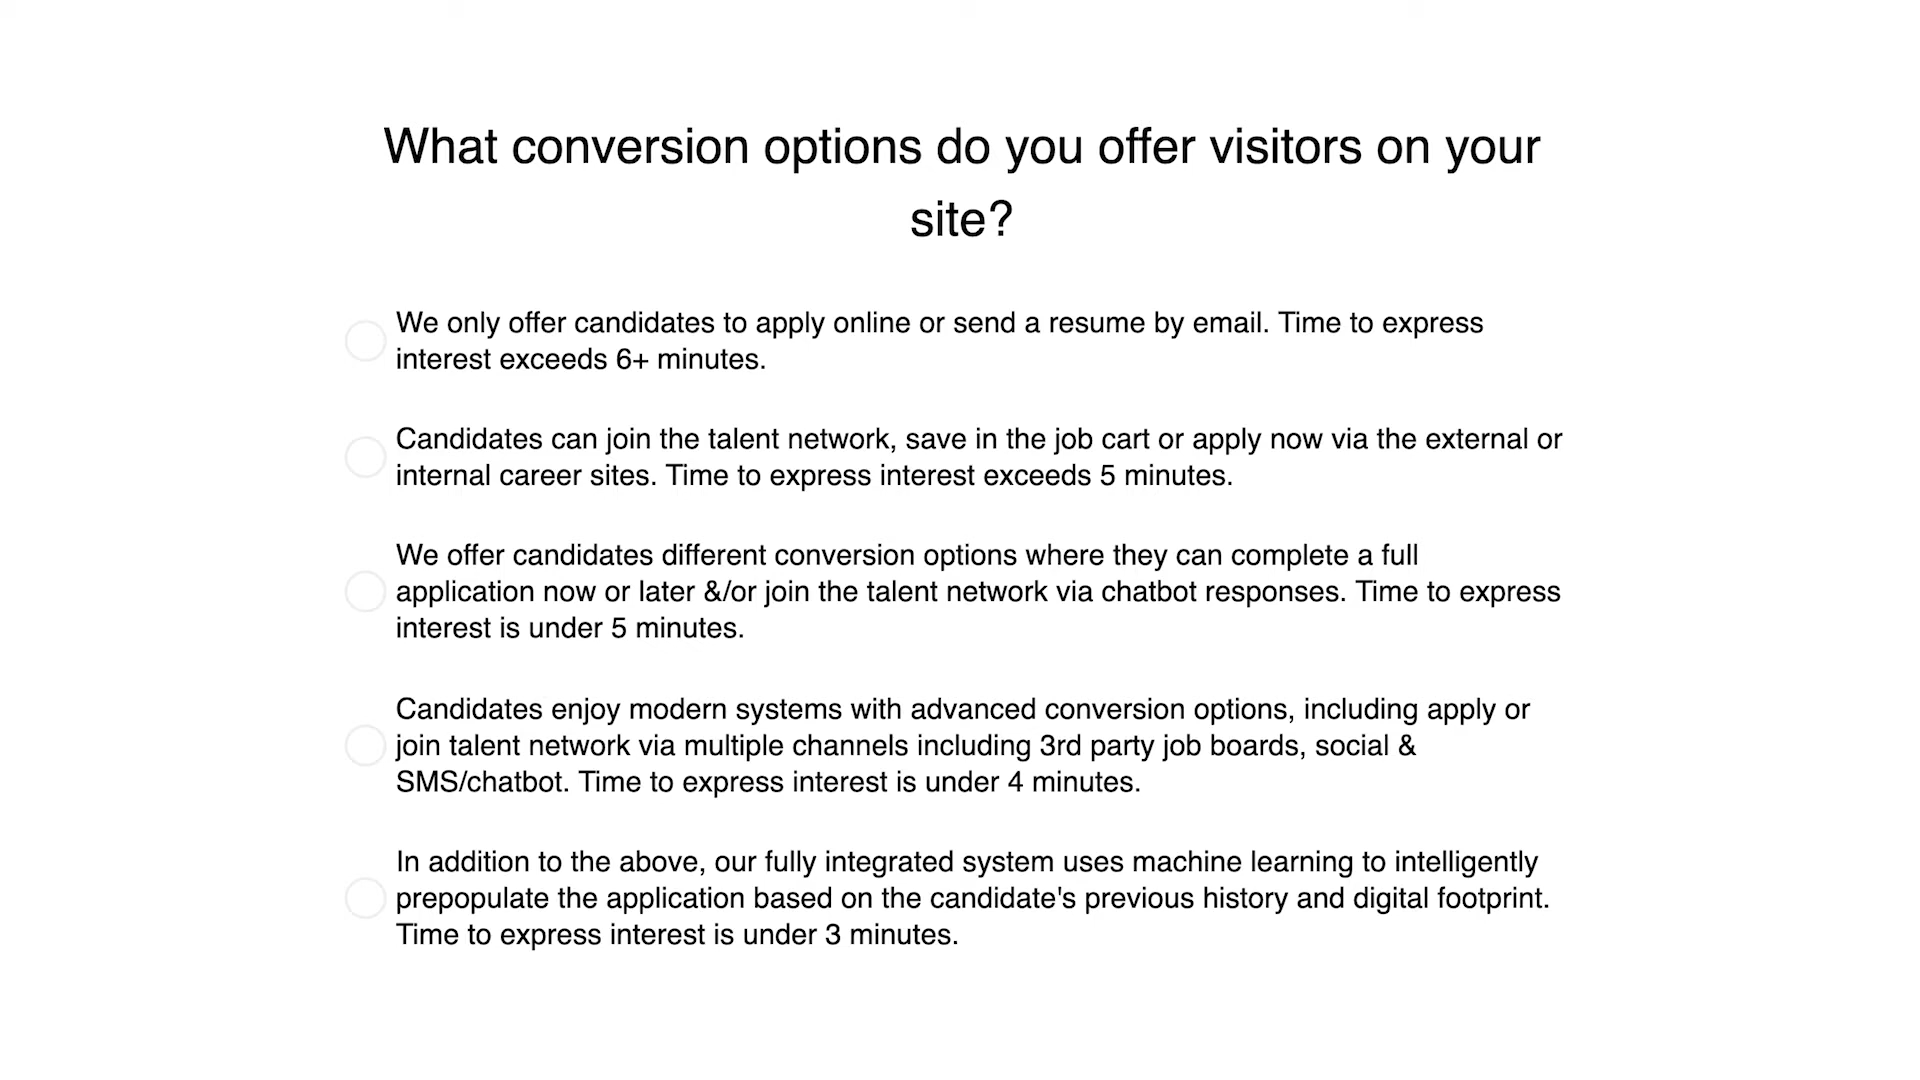 What conversion options do you offer visitors on your
site?
We only offer candidates to apply online or send a resume by email. Time to express
interest exceeds 6+ minutes.
Candidates can join the talent network, save in the job cart or apply now via the external or
internal career sites. Time to express interest exceeds 5 minutes.
We offer candidates different conversion options where they can complete a full
application now or later &/or join the talent network via chatbot responses. Time to express
interest is under 5 minutes.
Candidates enjoy modern systems with advanced conversion options, including apply or
join talent network via multiple channels including 3rd party job boards, social &
SMS/chatbot. Time to express interest is under 4 minutes.
In addition to the above, our fully integrated system uses machine learning to intelligently
prepopulate the application based on the candidate's previous history and digital footprint.
Time to express interest is under 3 minutes.